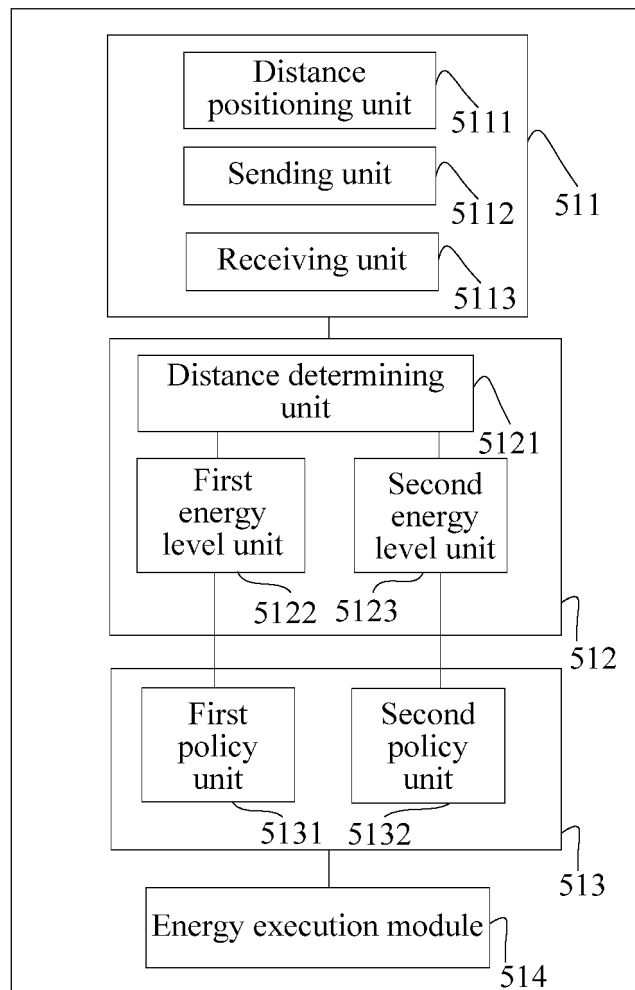 Distance
positioning unit
5111
Sending unit
5112
511
Receiving unit
5113
Distance determining
unit
5121
First
energy
level unit
Second
energy
level unit
5122
5123
512
First
policy
unit
Second
policy
unit
5131
5132
513
Energy execution module
514